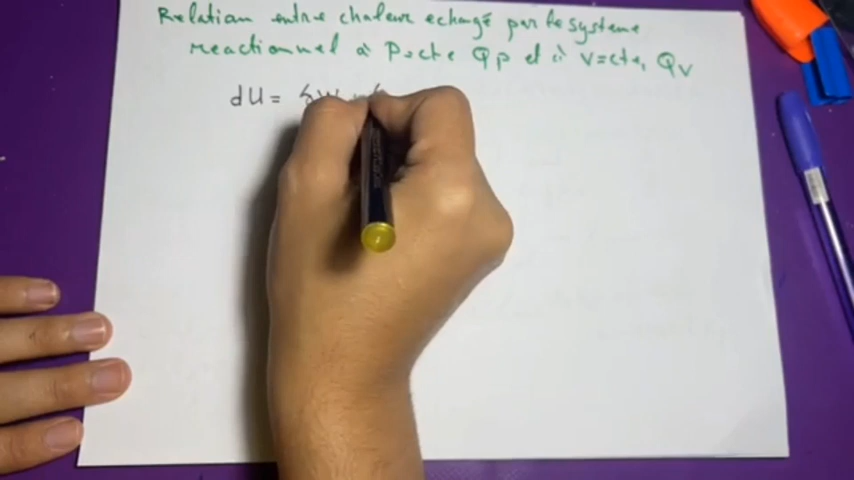 Relation entre chaleur echangé par le systeme
reactionnel à P=cte Qp et à V=cte, Qv
dU = δW